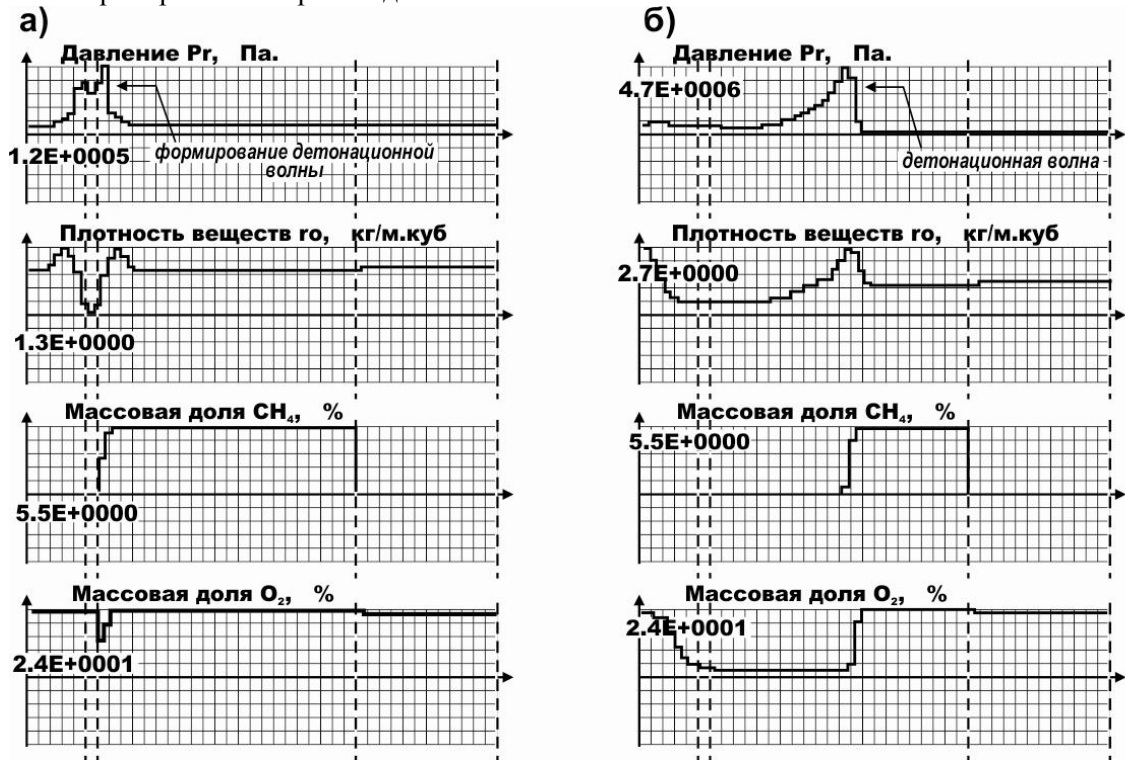 а)
Давление Pr, Па.
1.2E+0005
формирование детонационной
волны
Плотность веществ ro, кг/м.куб
1.3E+0000
Массовая доля CH₄, %
5.5E+0000
Массовая доля O₂, %
2.4E+0001
б)
Давление Pr, Па.
4.7E+0006
детонационная волна
Плотность веществ ro, кг/м.куб
2.7E+0000
Массовая доля CH₄, %
5.5E+0000
Массовая доля O₂, %
2.4E+0001